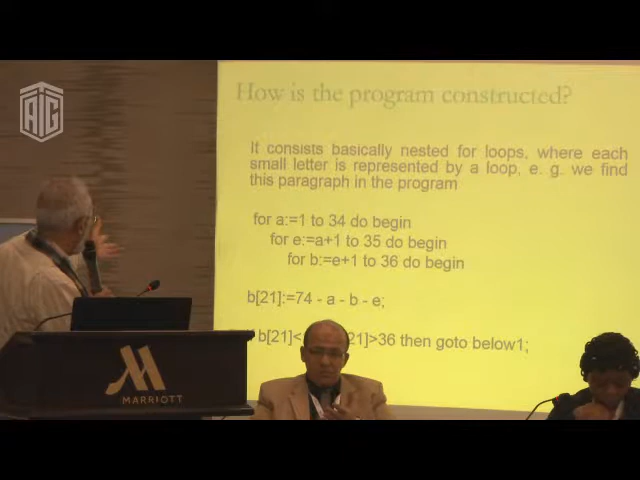 AIG
How is the program constructed?
It consists basically nested for loops, where each
small letter is represented by a loop, e. g. we find
this paragraph in the program
for a:=1 to 34 do begin
for e:=a+1 to 35 do begin
for b:=e+1 to 36 do begin
b[21]:=74 - a - b - e;
b[21]< 21]>36 then goto below1;
M
MARRIOTT